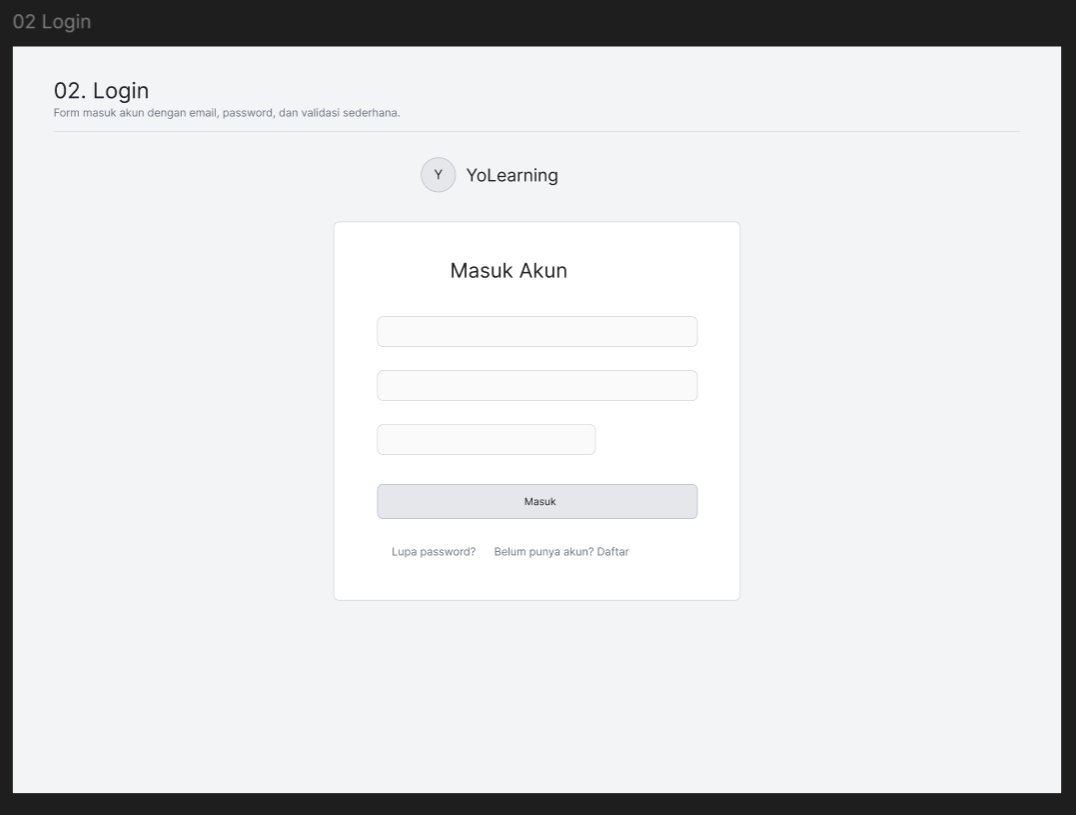 02 Login
02. Login
Form masuk akun dengan email, password, dan validasi sederhana.
Y YoLearning
Masuk Akun
Masuk
Lupa password? Belum punya akun? Daftar